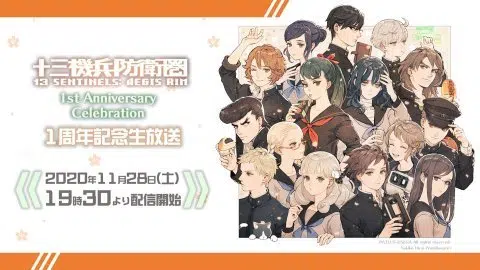 十三機兵防衛圏
13 SENTINELS: AEGIS RIM
1st Anniversary
Celebration
1周年記念生放送
2020年11月28日(土)
19時30より配信開始